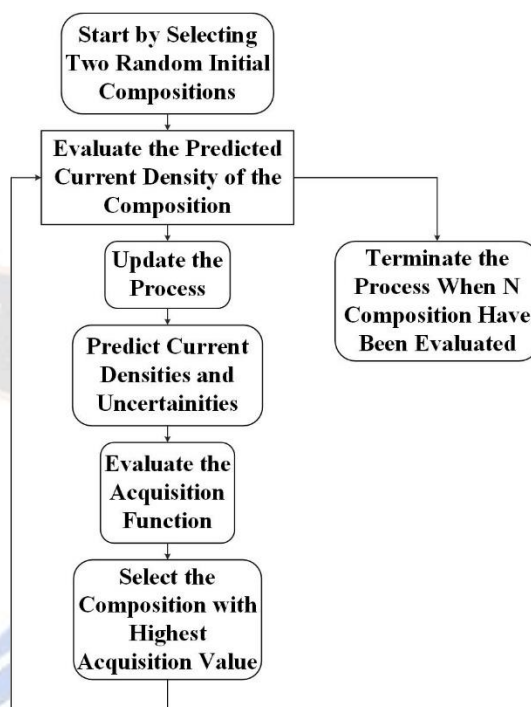 Start by Selecting
Two Random Initial
Compositions
Evaluate the Predicted
Current Density of the
Composition
Update the
Process
Terminate the
Process When N
Composition Have
Been Evaluated
Predict Current
Densities and
Uncertainities
Evaluate the
Acquisition
Function
Select the
Composition with
Highest
Acquisition Value